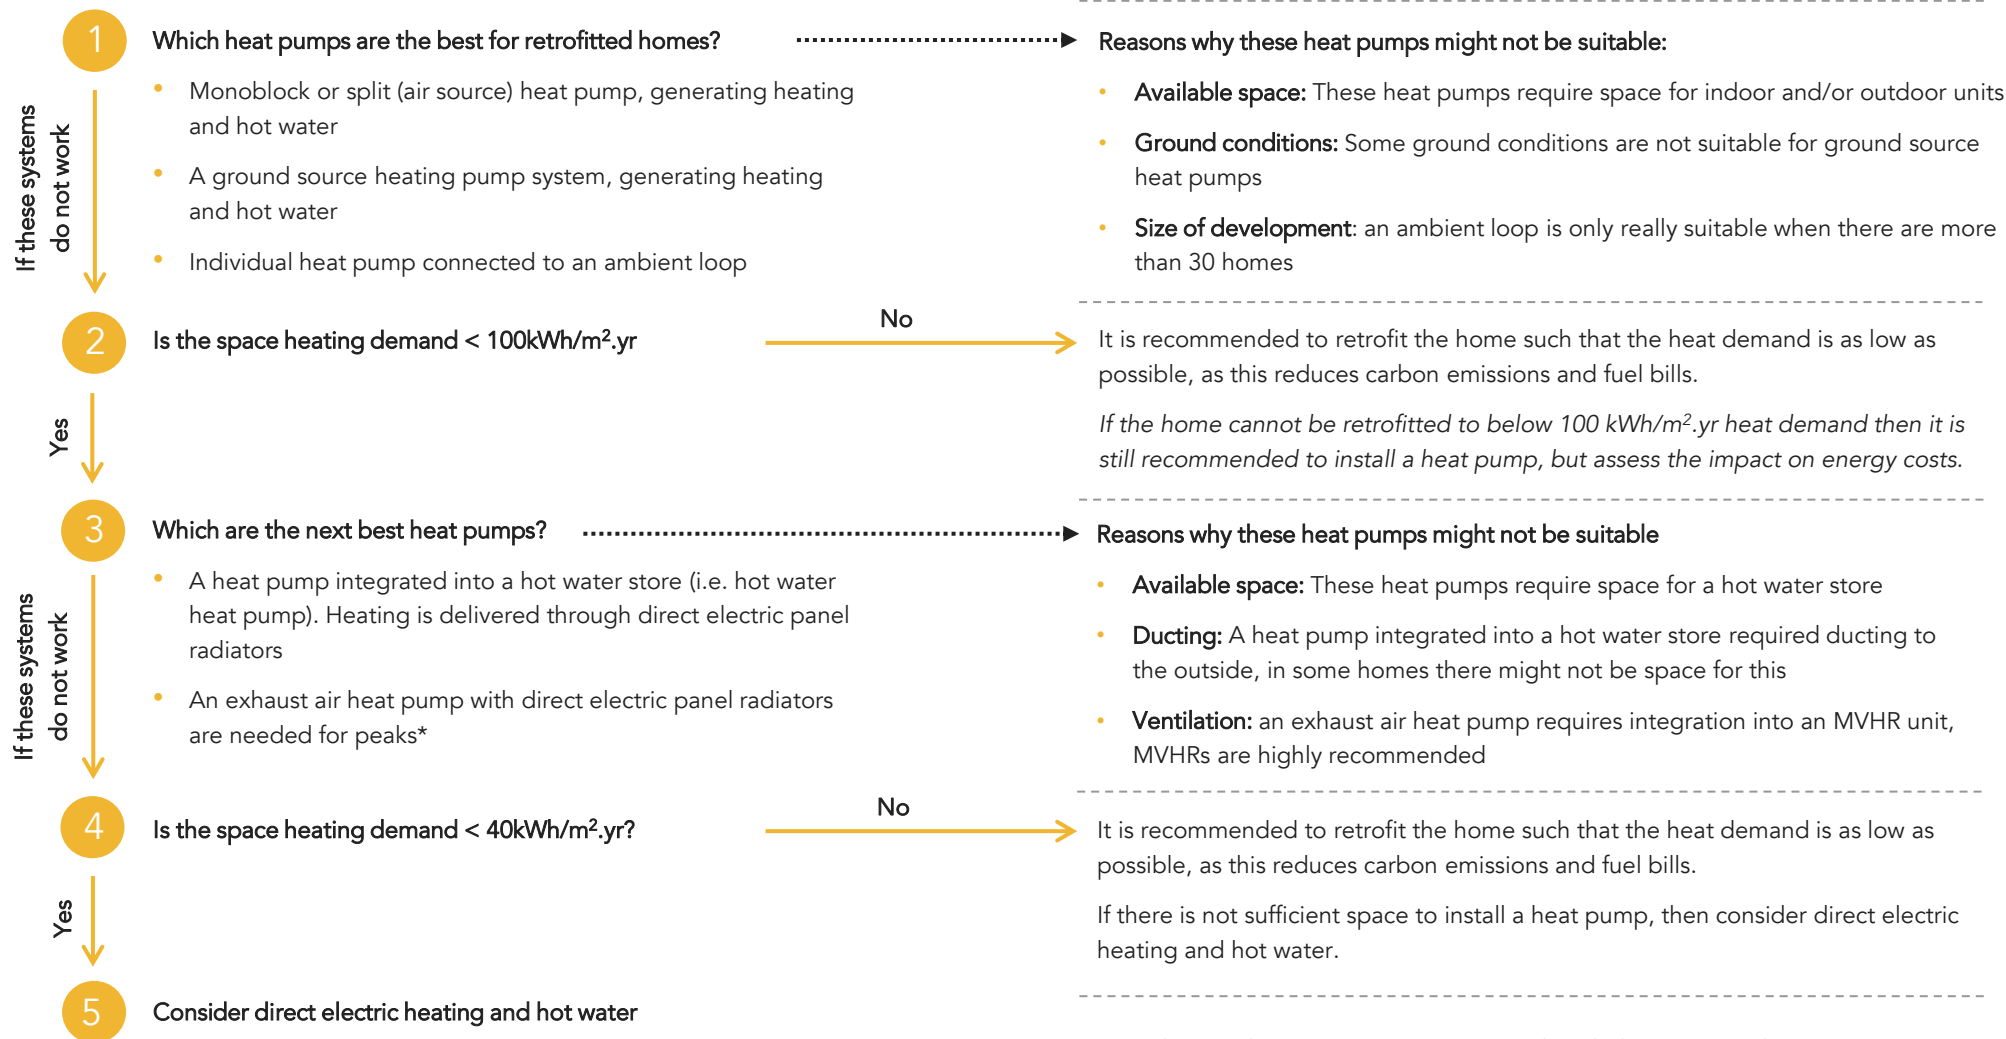 1
Which heat pumps are the best for retrofitted homes?
• Monoblock or split (air source) heat pump, generating heating
and hot water
• A ground source heating pump system, generating heating
and hot water
• Individual heat pump connected to an ambient loop
Reasons why these heat pumps might not be suitable:
• Available space: These heat pumps require space for indoor and/or outdoor units
• Ground conditions: Some ground conditions are not suitable for ground source
heat pumps
• Size of development: an ambient loop is only really suitable when there are more
than 30 homes
If these systems
do not work
2
Is the space heating demand < 100kWh/m².yr
No
It is recommended to retrofit the home such that the heat demand is as low as
possible, as this reduces carbon emissions and fuel bills.
If the home cannot be retrofitted to below 100 kWh/m².yr heat demand then it is
still recommended to install a heat pump, but assess the impact on energy costs.
Yes
3
Which are the next best heat pumps?
• A heat pump integrated into a hot water store (i.e. hot water
heat pump). Heating is delivered through direct electric panel
radiators
• An exhaust air heat pump with direct electric panel radiators
are needed for peaks*
Reasons why these heat pumps might not be suitable
• Available space: These heat pumps require space for a hot water store
• Ducting: A heat pump integrated into a hot water store required ducting to
the outside, in some homes there might not be space for this
• Ventilation: an exhaust air heat pump requires integration into an MVHR unit,
MVHRs are highly recommended
If these systems
do not work
4
Is the space heating demand < 40kWh/m².yr?
No
It is recommended to retrofit the home such that the heat demand is as low as
possible, as this reduces carbon emissions and fuel bills.
If there is not sufficient space to install a heat pump, then consider direct electric
heating and hot water.
Yes
5
Consider direct electric heating and hot water